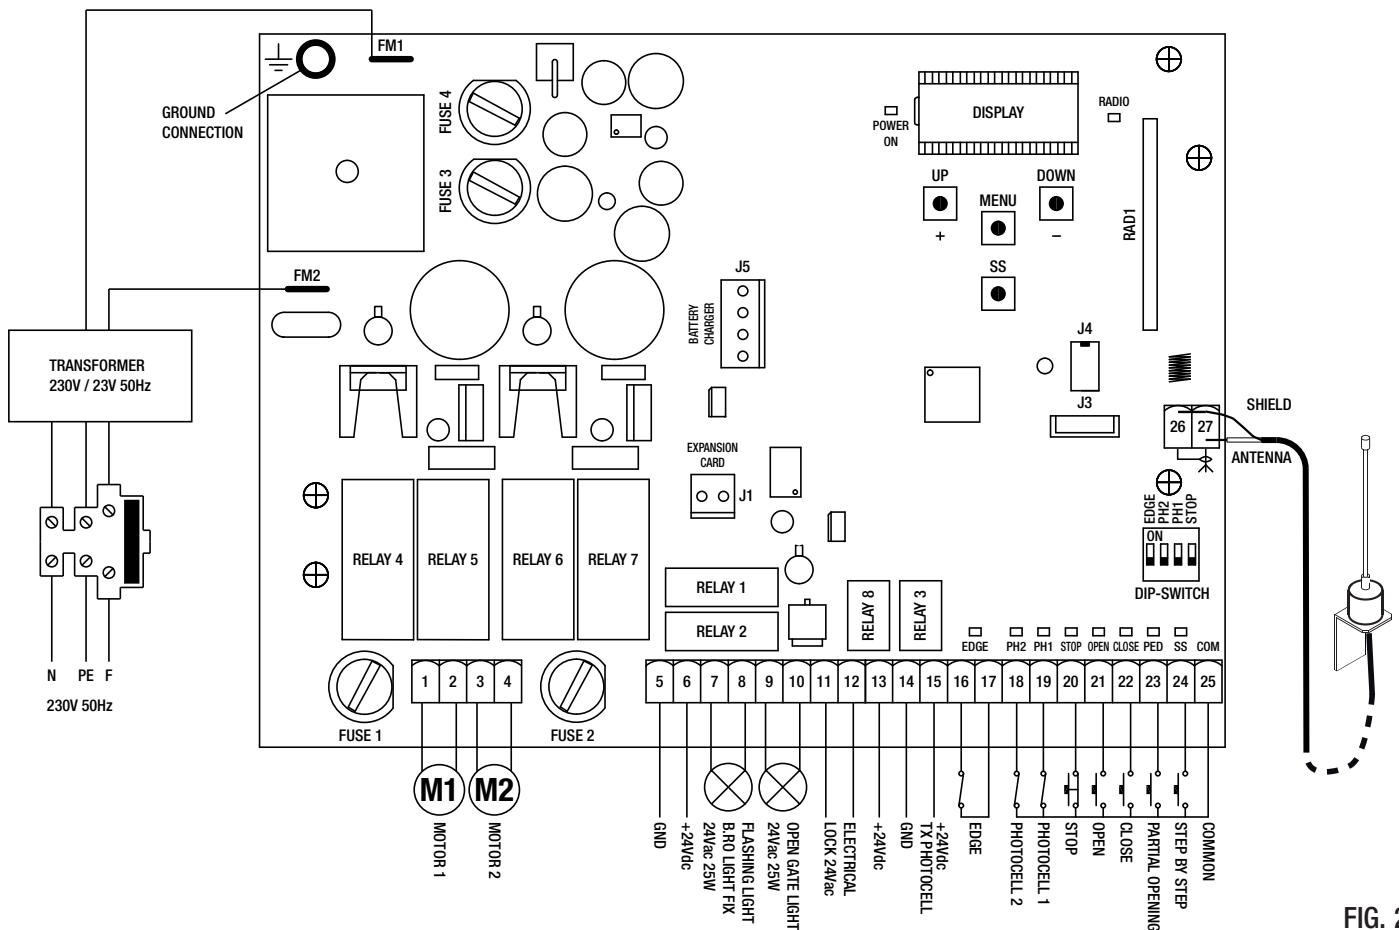 FM1
GROUND
CONNECTION
FUSE 4
FUSE 3
POWER
ON
DISPLAY
RADIO
UP
+
MENU
DOWN
–
SS
RAD1
FM2
J5
BATTERY
CHARGER
TRANSFORMER
230V / 23V 50Hz
J4
J3
SHIELD
26 27
ANTENNA
EXPANSION
CARD
J1
EDGE
PH2
PH1
STOP
ON
DIP-SWITCH
RELAY 4
RELAY 5
RELAY 6
RELAY 7
RELAY 1
RELAY 2
RELAY 8
RELAY 3
EDGE PH2 PH1 STOP OPEN CLOSE PED SS COM
N PE F
230V 50Hz
FUSE 1
1 2 3 4
FUSE 2
5 6 7 8 9 10 11 12 13 14 15 16 17 18 19 20 21 22 23 24 25
M1
M2
MOTOR 1
MOTOR 2
GND
+24Vdc
FLASHING LIGHT
B.RO LIGHT FIX
24Vac 25W
OPEN GATE LIGHT
24Vac 25W
ELECTRICAL
LOCK 24Vac
+24Vdc
GND
+24Vdc
TX PHOTOCELL
EDGE
PHOTOCELL 2
PHOTOCELL 1
STOP
OPEN
CLOSE
PARTIAL OPENING
STEP BY STEP
COMMON
FIG. 2